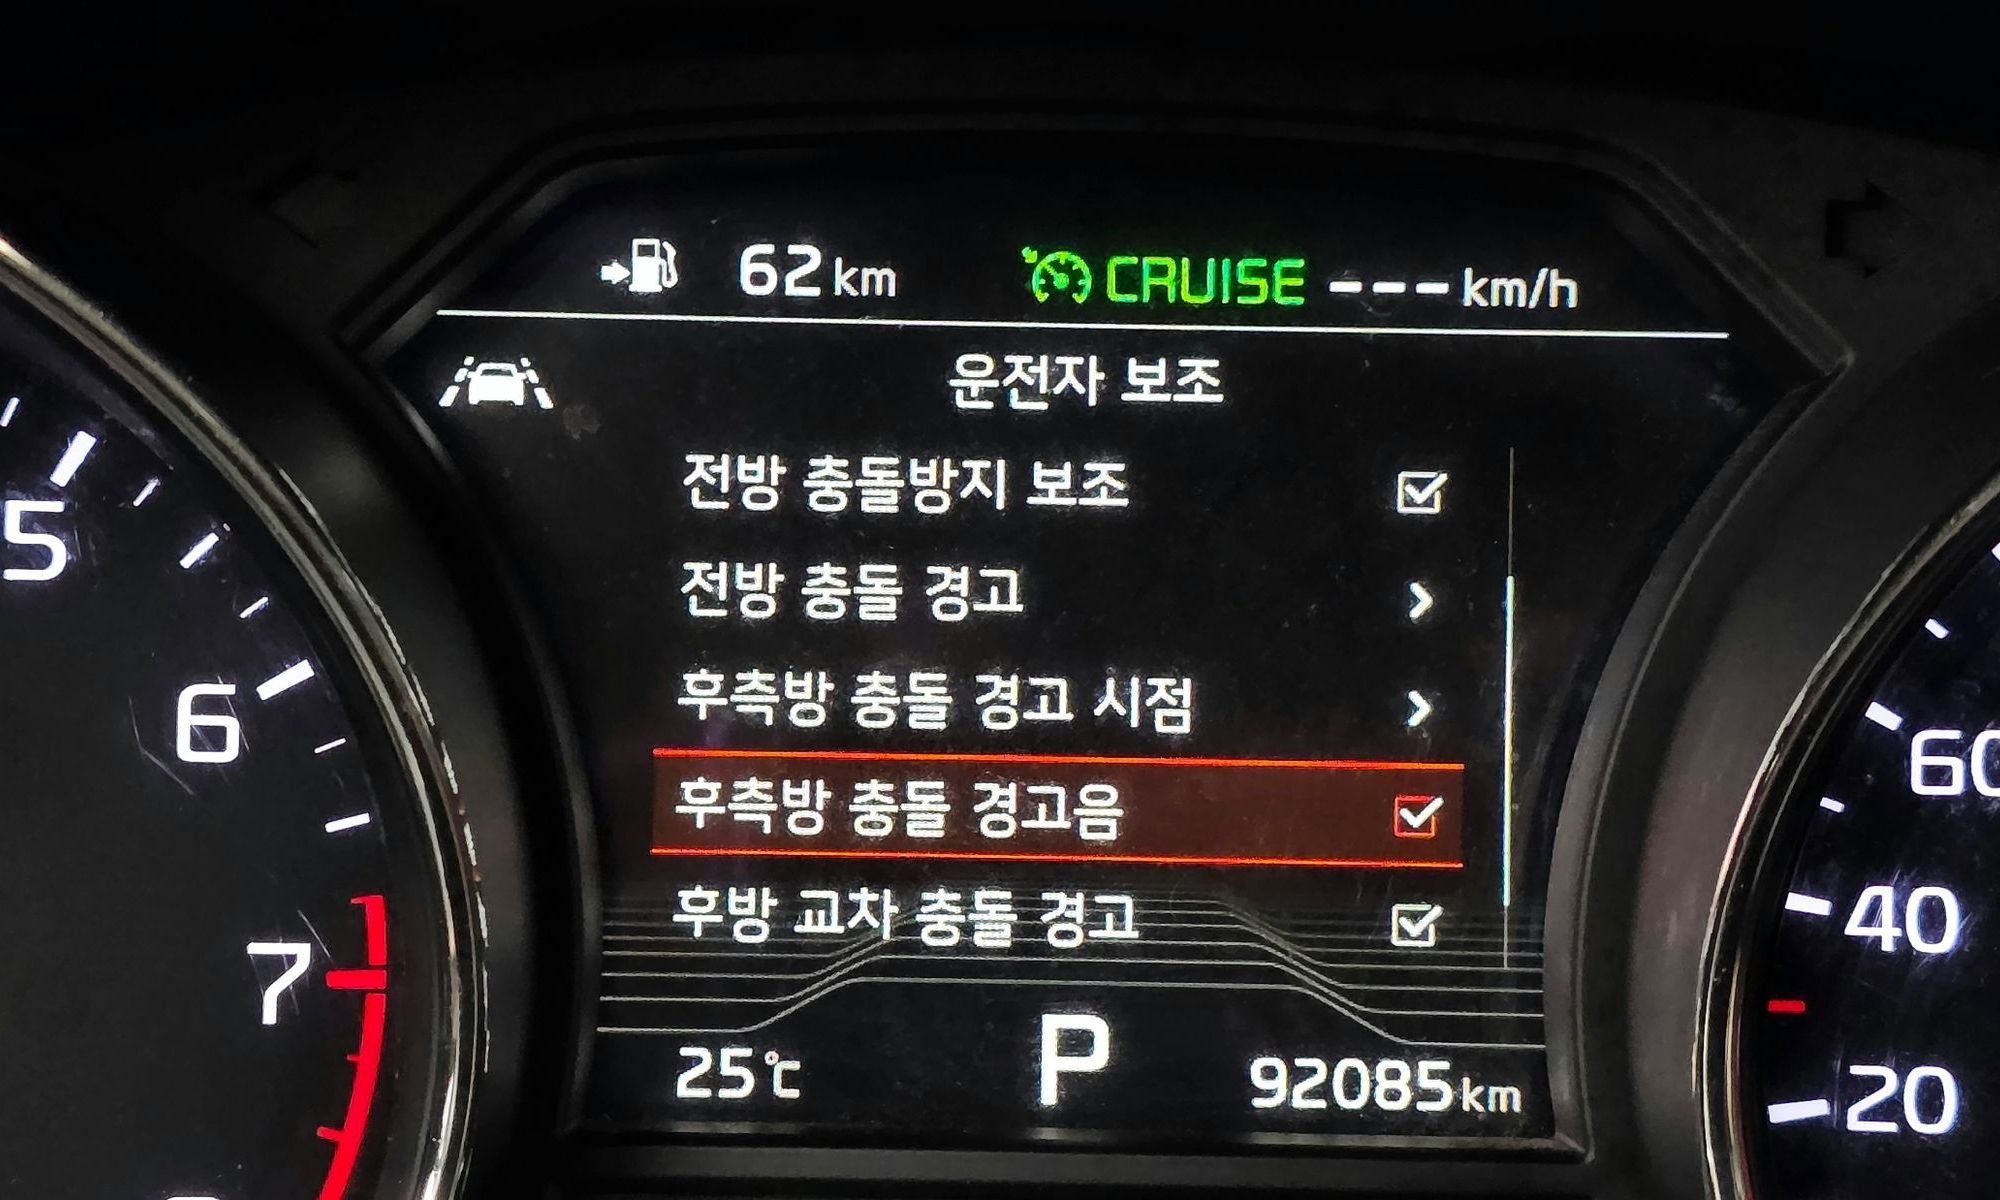 62 km CRUISE ---km/h
운전자 보조
전방 충돌방지 보조
전방 충돌 경고
후측방 충돌 경고 시점
후측방 충돌 경고음
후방 교차 충돌 경고
25℃ P 92085km
5
6
7
60
40
20